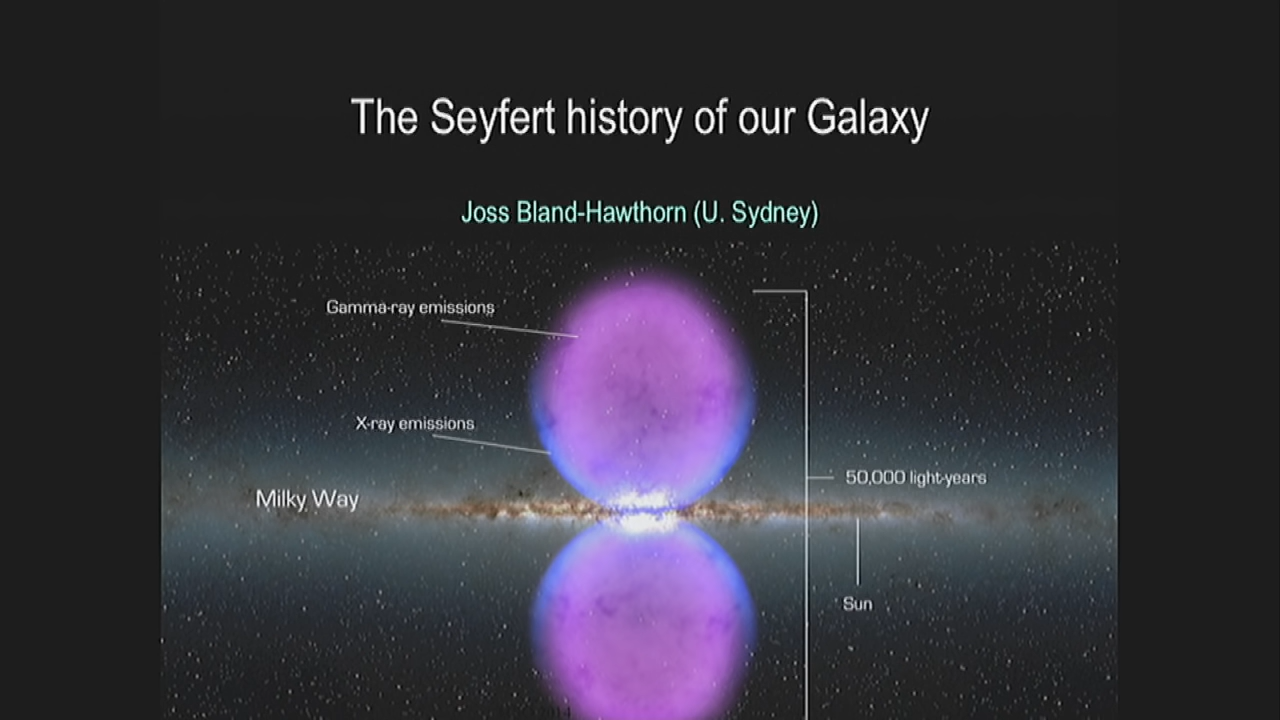 The Seyfert history of our Galaxy
Joss Bland-Hawthorn (U. Sydney)
Gamma-ray emissions
X-ray emissions
50,000 light-years
Milky Way
Sun